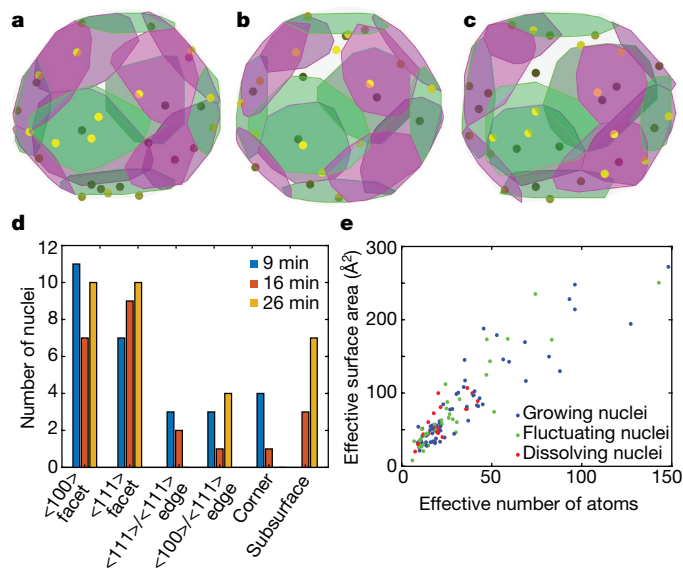 a
b
c
d
12
10
8
6
4
2
0
Number of nuclei
9 min
16 min
26 min
<100>
facet
<111>
facet
<111>/<111>
edge
<100>/<111>
edge
Corner
Subsurface
e
300
200
100
0
Effective surface area (Å²)
Growing nuclei
Fluctuating nuclei
Dissolving nuclei
0
50
100
150
Effective number of atoms